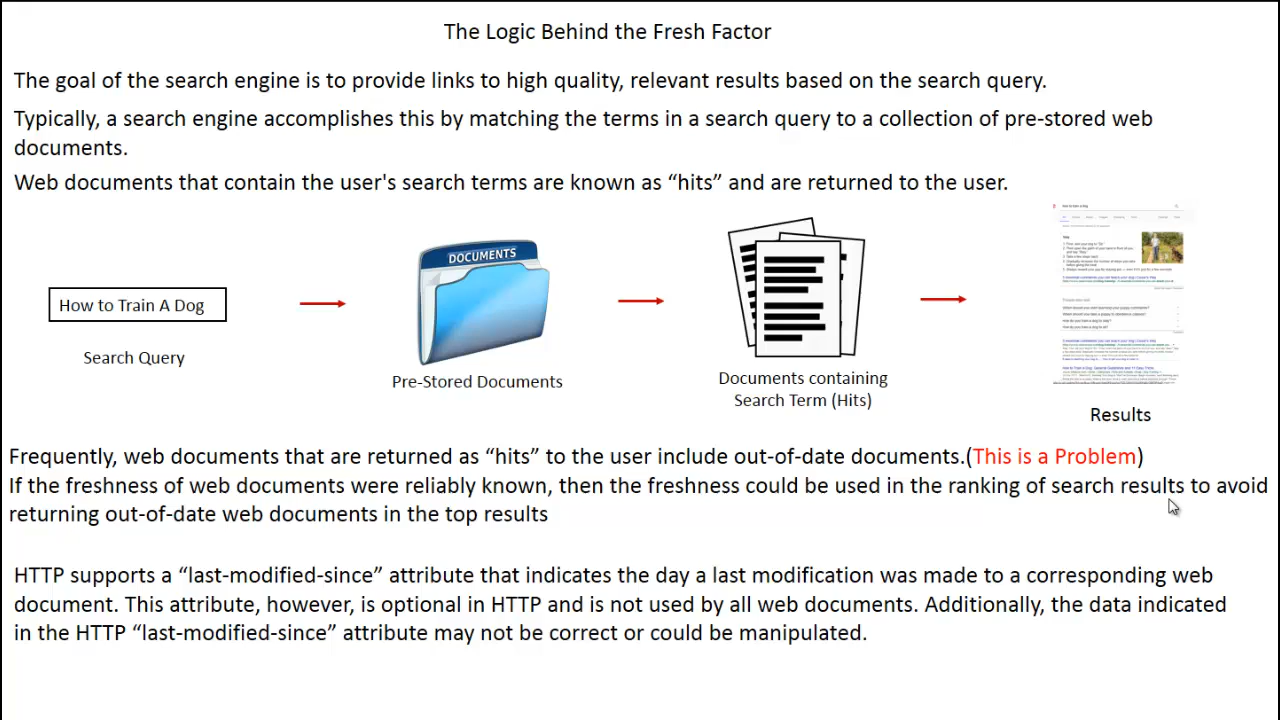 The Logic Behind the Fresh Factor
The goal of the search engine is to provide links to high quality, relevant results based on the search query.
Typically, a search engine accomplishes this by matching the terms in a search query to a collection of pre-stored web
documents.
Web documents that contain the user's search terms are known as “hits” and are returned to the user.
How to Train A Dog
Search Query
DOCUMENTS
Pre-Stored Documents
Documents containing
Search Term (Hits)
Results
Frequently, web documents that are returned as “hits” to the user include out-of-date documents.(This is a Problem)
If the freshness of web documents were reliably known, then the freshness could be used in the ranking of search results to avoid
returning out-of-date web documents in the top results
HTTP supports a “last-modified-since” attribute that indicates the day a last modification was made to a corresponding web
document. This attribute, however, is optional in HTTP and is not used by all web documents. Additionally, the data indicated
in the HTTP “last-modified-since” attribute may not be correct or could be manipulated.